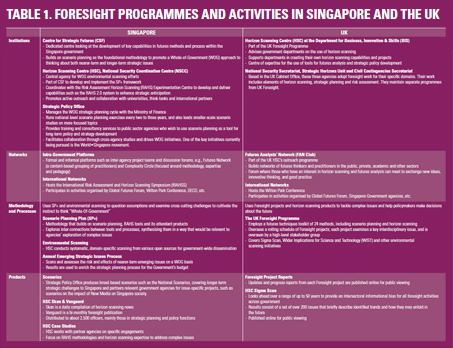 TABLE 1. FORESIGHT PROGRAMMES AND ACTIVITIES IN SINGAPORE AND THE UK
SINGAPORE
UK
Institutions
Centre for Strategic Futures (CSF)
- Dedicated centre looking at the development of key capabilities in futures methods and process within the
Singapore government
- Builds on scenario planning as the foundational methodology to promote a Whole of Government (WOG) approach to
thinking about both nearer term and longer-term strategic issues
Horizon Scanning Centre (HSC), National Security Coordination Centre (NSCC)
- Central agency for WOG environmental scanning efforts
- Part of CSF to develop and implement the SP+ framework
- Coordinates with the Risk Assessment Horizon Scanning (RAHS) Experimentation Centre to develop and deliver
capabilities such as the RAHS 2.0 system to enhance strategic anticipation
- Promotes active outreach and collaboration with universities, think tanks and international partners
Strategic Policy Office
- Manages the WOG strategic planning cycle with the Ministry of Finance
- Runs national level scenario planning exercises every two to three years, and also leads smaller scale scenario
studies on more focused topics
- Provides training and consultancy services to public sector agencies who wish to use scenario planning as a tool for
long term policy and strategy development
- Facilitates collaboration through cross agency studies and driven WOG initiatives. One of the key initiatives currently
being pursued is the World•Singapore movement.
Horizon Scanning Centre (HSC) at the Department for Business, Innovation & Skills (BIS)
- Part of the UK Foresight Programme
- Advises government departments on the use of horizon scanning
- Supports departments in creating their own horizon scanning capabilities and projects
- Centre of expertise for the use of tools for futures analysis and strategic policy development
National Security Secretariat, Strategic Horizons Unit and Civil Contingencies Secretariat
- Based in the UK Cabinet Office, these three agencies adopt foresight work for their specific domains. Their work
includes elements of horizon scanning, strategic planning and risk assessment. They maintain separate programmes
from UK Foresight.
Networks
Intra-Government Platforms
- Formal and informal platforms such as inter-agency project teams and discussion forums, e.g., Futures Network
(a content-based grouping of practitioners) and Complexity Circle (focused around methodology, expertise
and pedagogy)
International Networks
- Hosts the International Risk Assessment and Horizon Scanning Symposium (IRAHSS)
- Participates in activities organised by Global Futures Forum, Wilton Park Conference, OECD, etc.
Futures Analysts' Network (FAN Club)
- Part of the UK HSC's outreach programme
- Builds networks of futures thinkers and practitioners in the public, private, academic and other sectors
- Forum where those who have an interest in horizon scanning and futures analysis can meet to exchange new ideas,
innovative thinking, and good practice
International Networks
- Hosts the Wilton Park Conference
- Participates in activities organised by Global Futures Forum, Singapore Government agencies, etc.
Methodology
and Processes
Uses SP+ and environmental scanning to question assumptions and examine cross-cutting challenges to cultivate the
instinct to think "Whole-Of-Government"
Scenario Planning Plus (SP+)
- Methodology that builds on scenario planning, RAHS tools and its attendant products
- Explores inter-connections between tools and processes, synthesising them in a way that would be relevant to
agencies' exploration of complex issues
Environmental Scanning
- HSC conducts systematic, domain-specific scanning from various open sources for government-wide dissemination
Annual Emerging Strategic Issues Process
- Scans and assesses the risk and effects of nearer-term emerging issues on a WOG basis
- Results are used to enrich the strategic planning process for the Government's budget
Uses Foresight projects and horizon scanning products to tackle complex issues and help policy-makers make decisions
about the future
The UK Foresight Programme
- Employs a futures techniques toolkit of 24 methods, including scenario planning and horizon scanning
- Oversees a rolling schedule of Foresight projects; each project examines a key interdisciplinary issue, and is
overseen by a high level stakeholder group
- Covers Sigma Scan, Wider Implications for Science and Technology (WIST) and other environmental scanning
initiatives
Products
Scenarios
- Strategic Policy Office produces broad based scenarios such as the National Scenarios, covering longer-term
strategic challenges to Singapore and partners relevant government agencies for issue-specific projects, such as
scenarios on the impact of New Media on Singapore society.
HSC Skan & Vanguard
- Skan is a daily compilation of horizon scanning news
- Vanguard is a monthly foresight publication
- Distributed to about 2,500 officers, mainly those in strategic planning and policy functions
HSC Case Studies
- HSC works with partner agencies on specific engagements
- Focus on RAHS methodologies and horizon scanning expertise to address complex issues
Foresight Project Reports
- Updates and progress reports from each Foresight project are published online for public viewing
HSC Sigma Scan
- Looks ahead over a range of up to 50 years to provide an intersectoral informational bias for all foresight activities
across government
- Results consist of a set of over 200 issues that briefly describe identified trends and how they may unfold in
the future
- Published online for public viewing